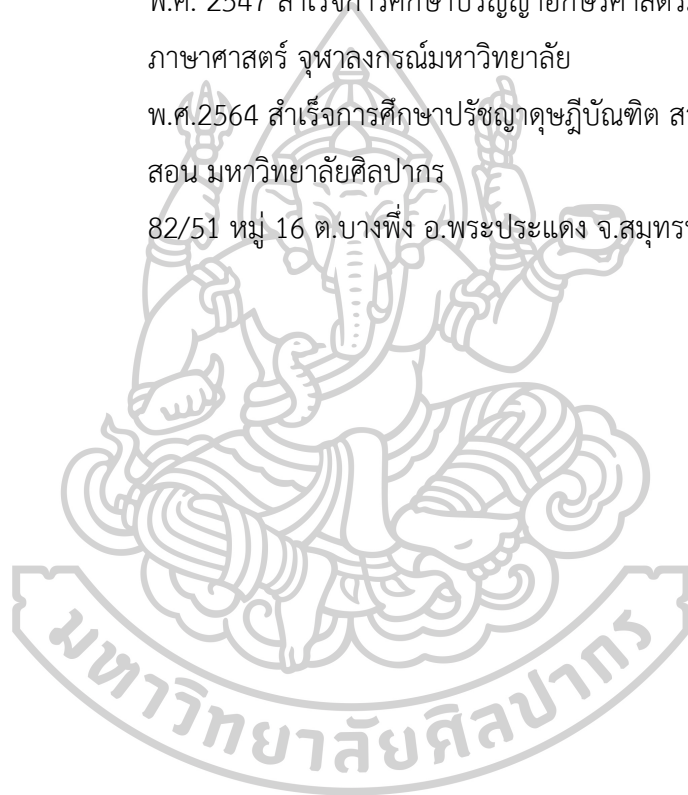 พ.ศ. 2547 สำเร็จการศึกษาปริญญาอักษรศาสตร
ภาษาศาสตร์ จุฬาลงกรณ์มหาวิทยาลัย
พ.ศ.2564 สำเร็จการศึกษาปรัชญาดุษฎีบัณฑิต
สอน มหาวิทยาลัยศิลปากร
82/51 หมู่ 16 ต.บางพึ่ง อ.พระประแดง จ.สมุทร
มหาวิทยาลัยศิลปากร